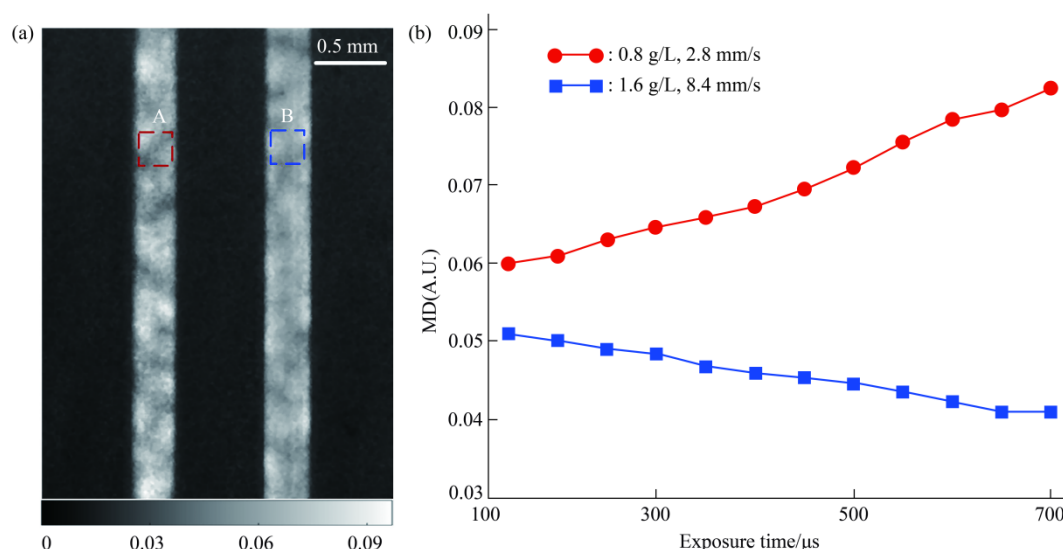 (a)
0.5 mm
A
B
0
0.03
0.06
0.09
(b)
0.09
0.08
0.07
0.06
0.05
0.04
0.03
MD(A.U.)
: 0.8 g/L, 2.8 mm/s
: 1.6 g/L, 8.4 mm/s
100
300
500
700
Exposure time/μs